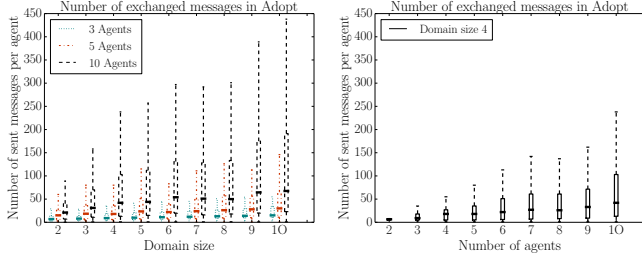 Number of exchanged messages in Adopt
Number of sent messages per agent
450
400
350
300
250
200
150
100
50
0
3 Agents
5 Agents
10 Agents
2 3 4 5 6 7 8 9 10
Domain size
Number of exchanged messages in Adopt
Number of sent messages per agent
450
400
350
300
250
200
150
100
50
0
Domain size 4
2 3 4 5 6 7 8 9 10
Number of agents